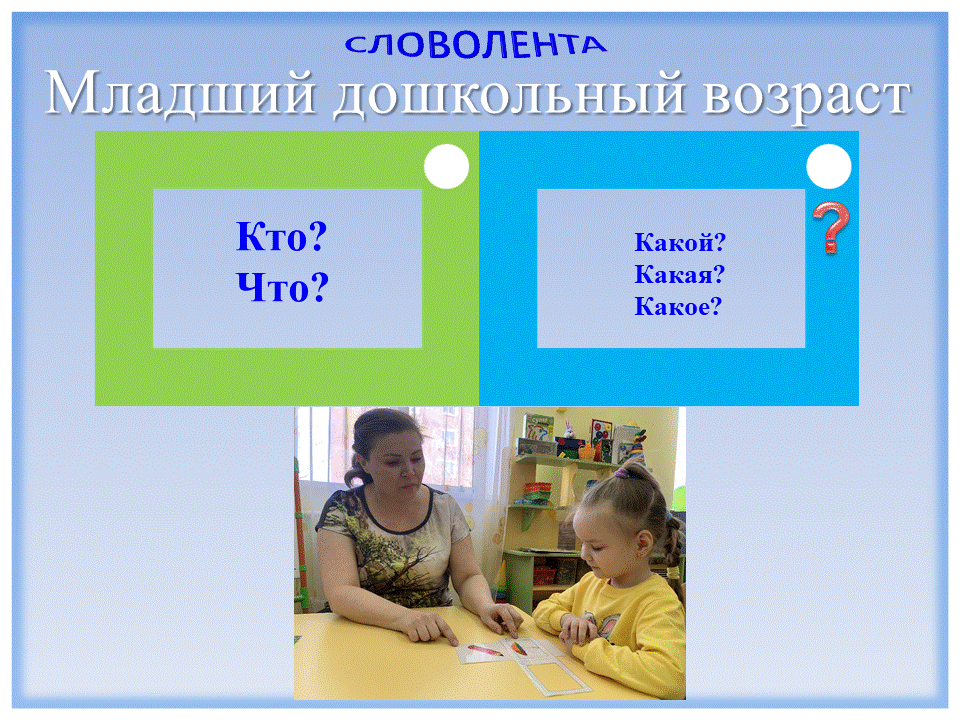 СЛОВОЛЕНТА
Младший дошкольный возраст
Кто?
Что?
Какой?
Какая?
Какое?
?